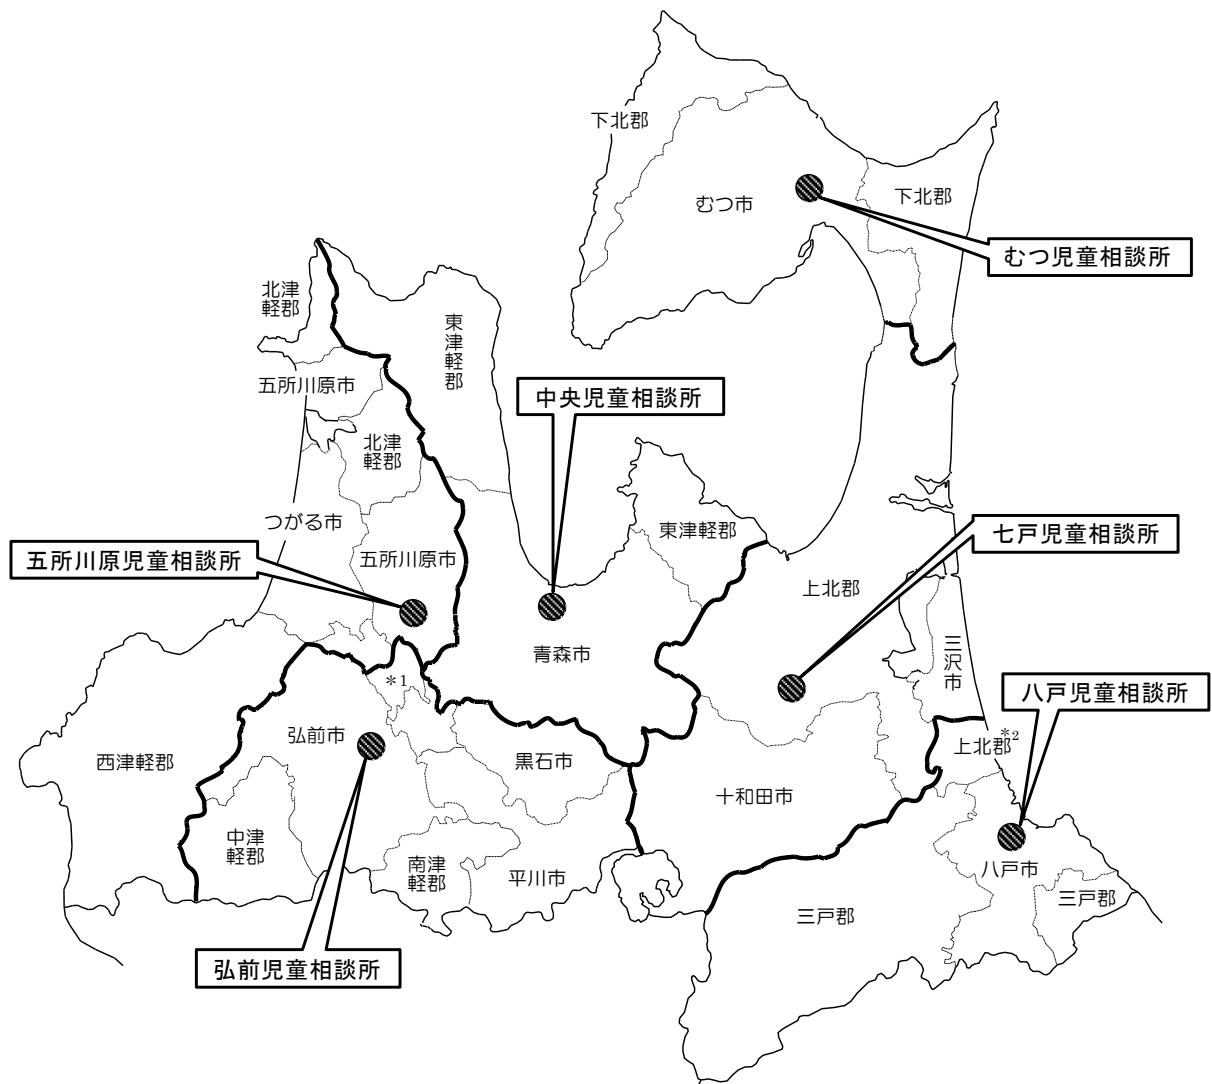 下北郡
むつ市
下北郡
むつ児童相談所
北津
軽郡
東津軽郡
五所川原市
中央児童相談所
北津
軽郡
つがる市
東津軽郡
七戸児童相談所
五所川原児童相談所
五所川原市
上北郡
青森市
三沢市
*1
八戸児童相談所
弘前市
上北郡*2
西津軽郡
黒石市
十和田市
中津
軽郡
南津
軽郡
平川市
八戸市
三戸郡
三戸郡
弘前児童相談所